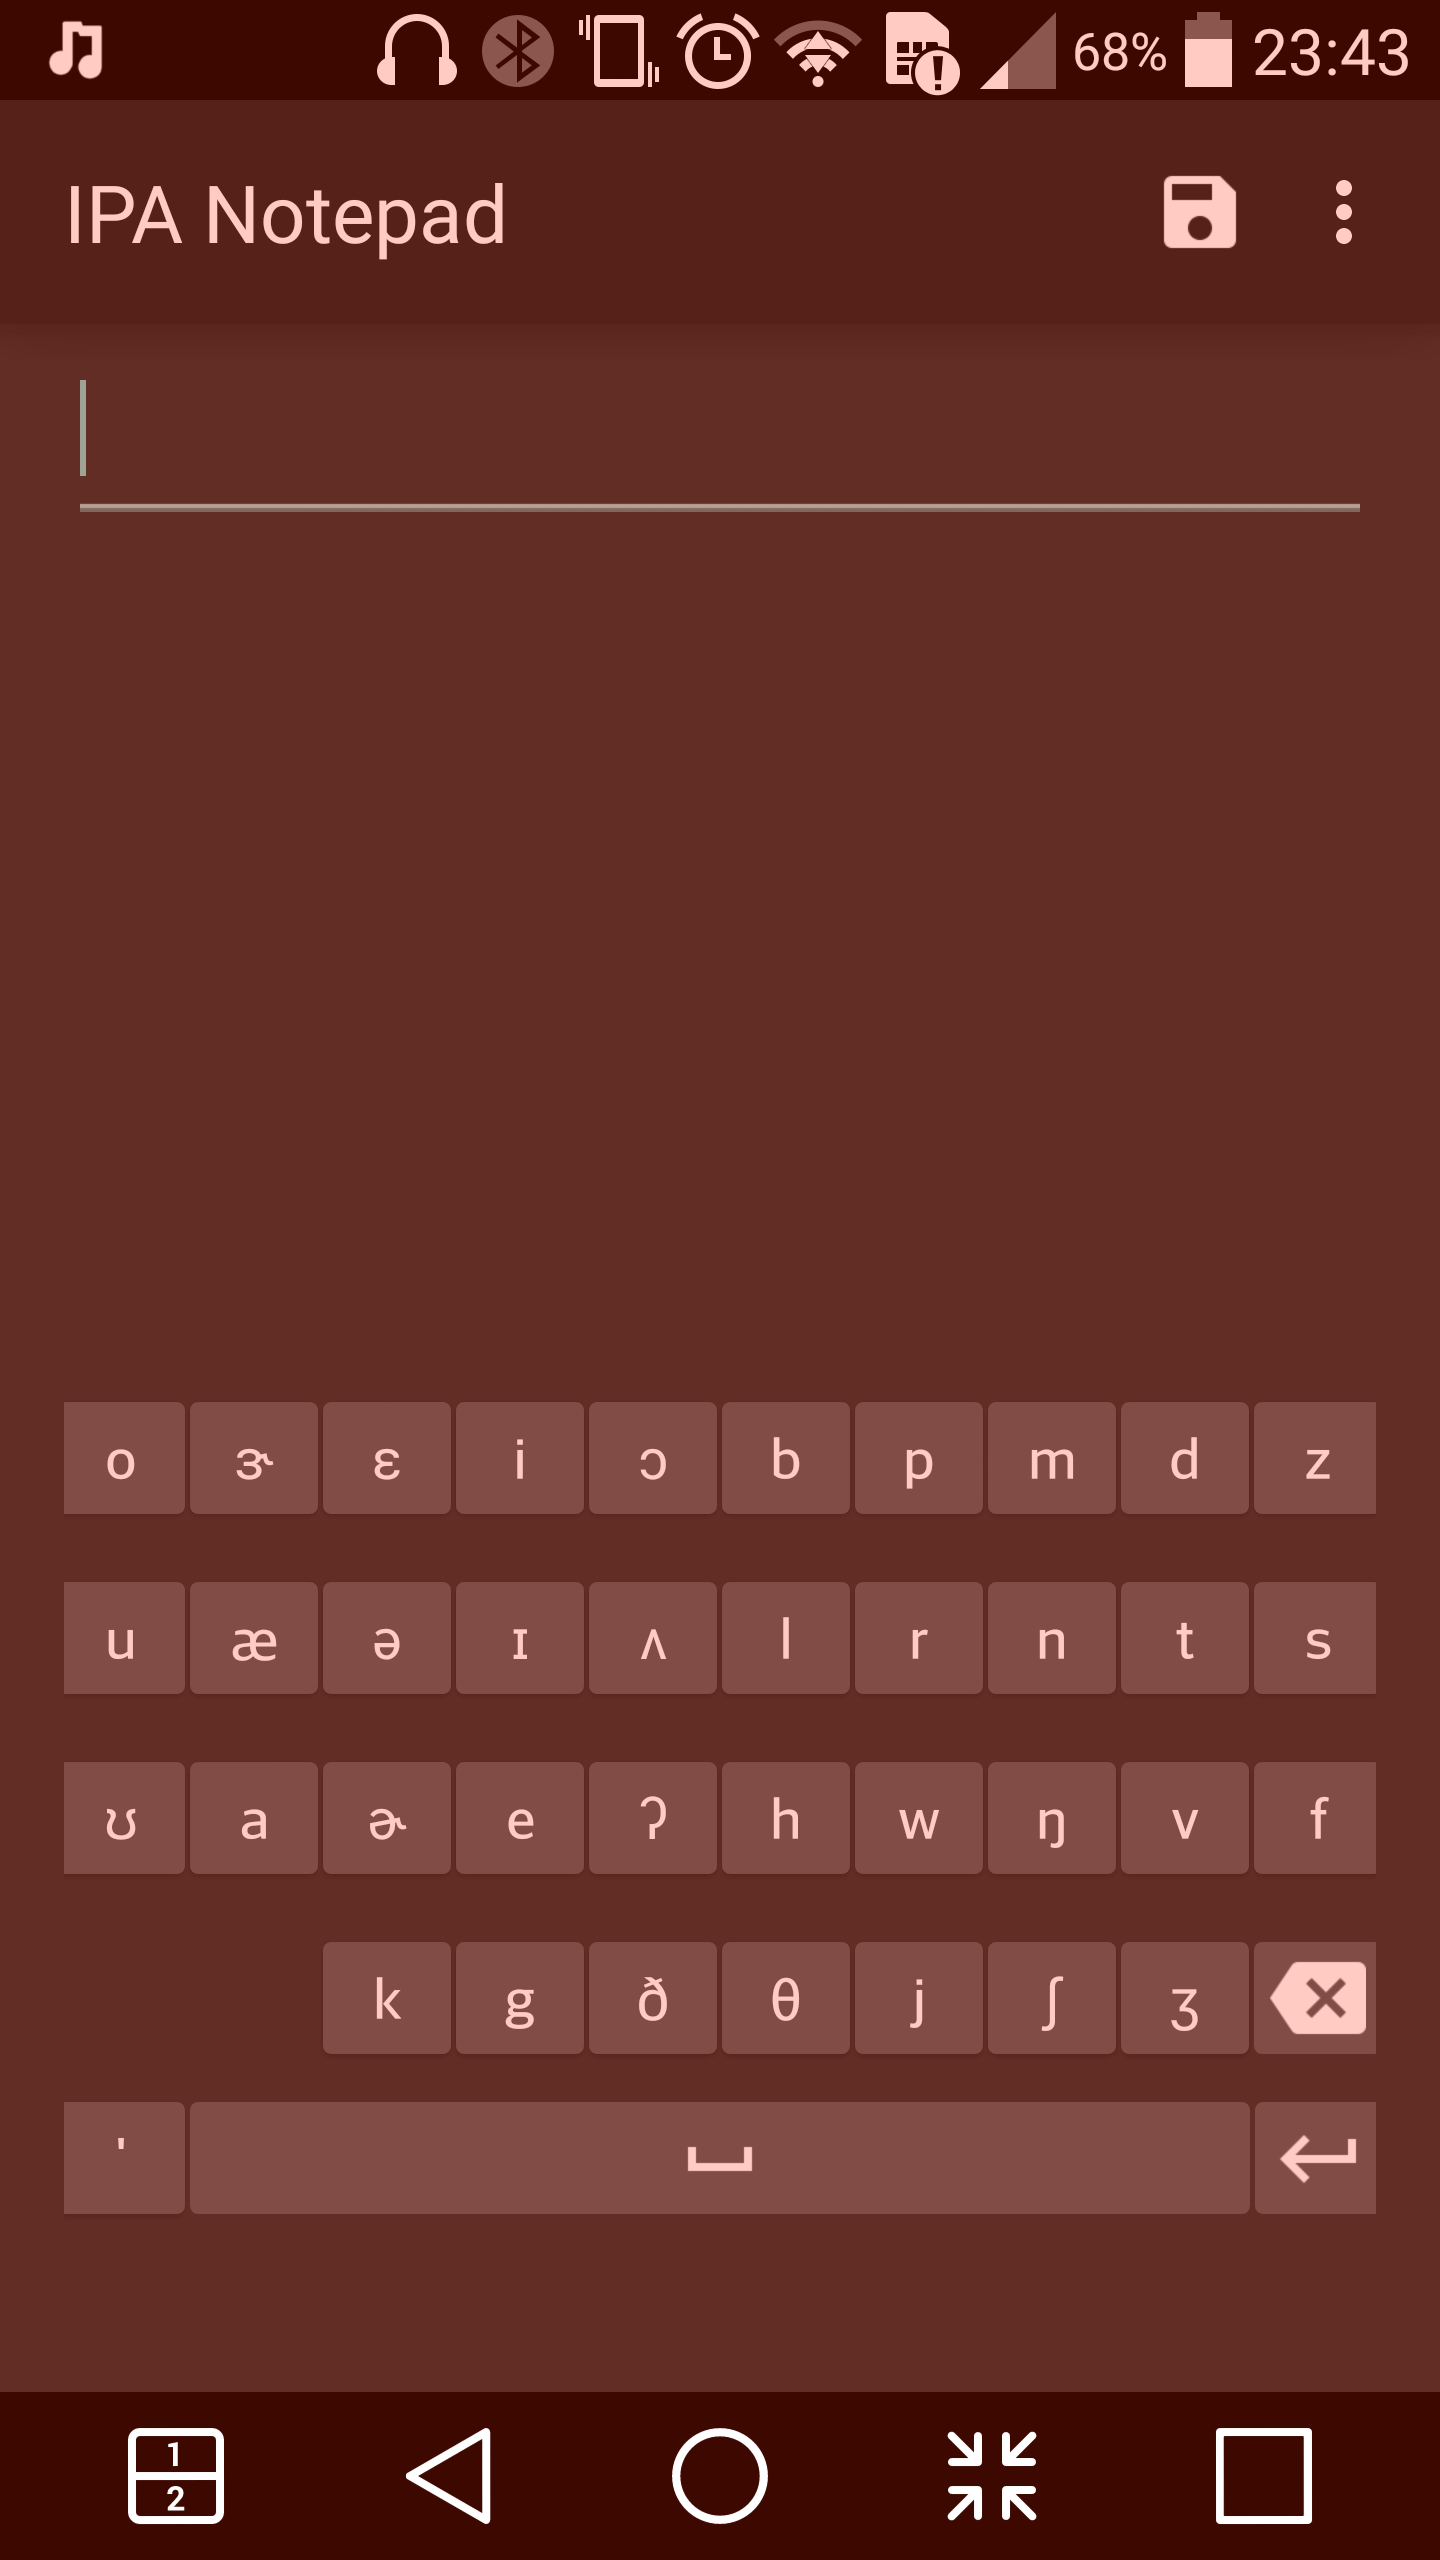 68% 23:43
IPA Notepad
o ɝ ɛ i ɔ b p m d z
u æ ə ɪ ʌ l r n t s
ʊ a ɚ e ʔ h w ŋ v f
k g ð θ j ʃ ʒ
'
1
2